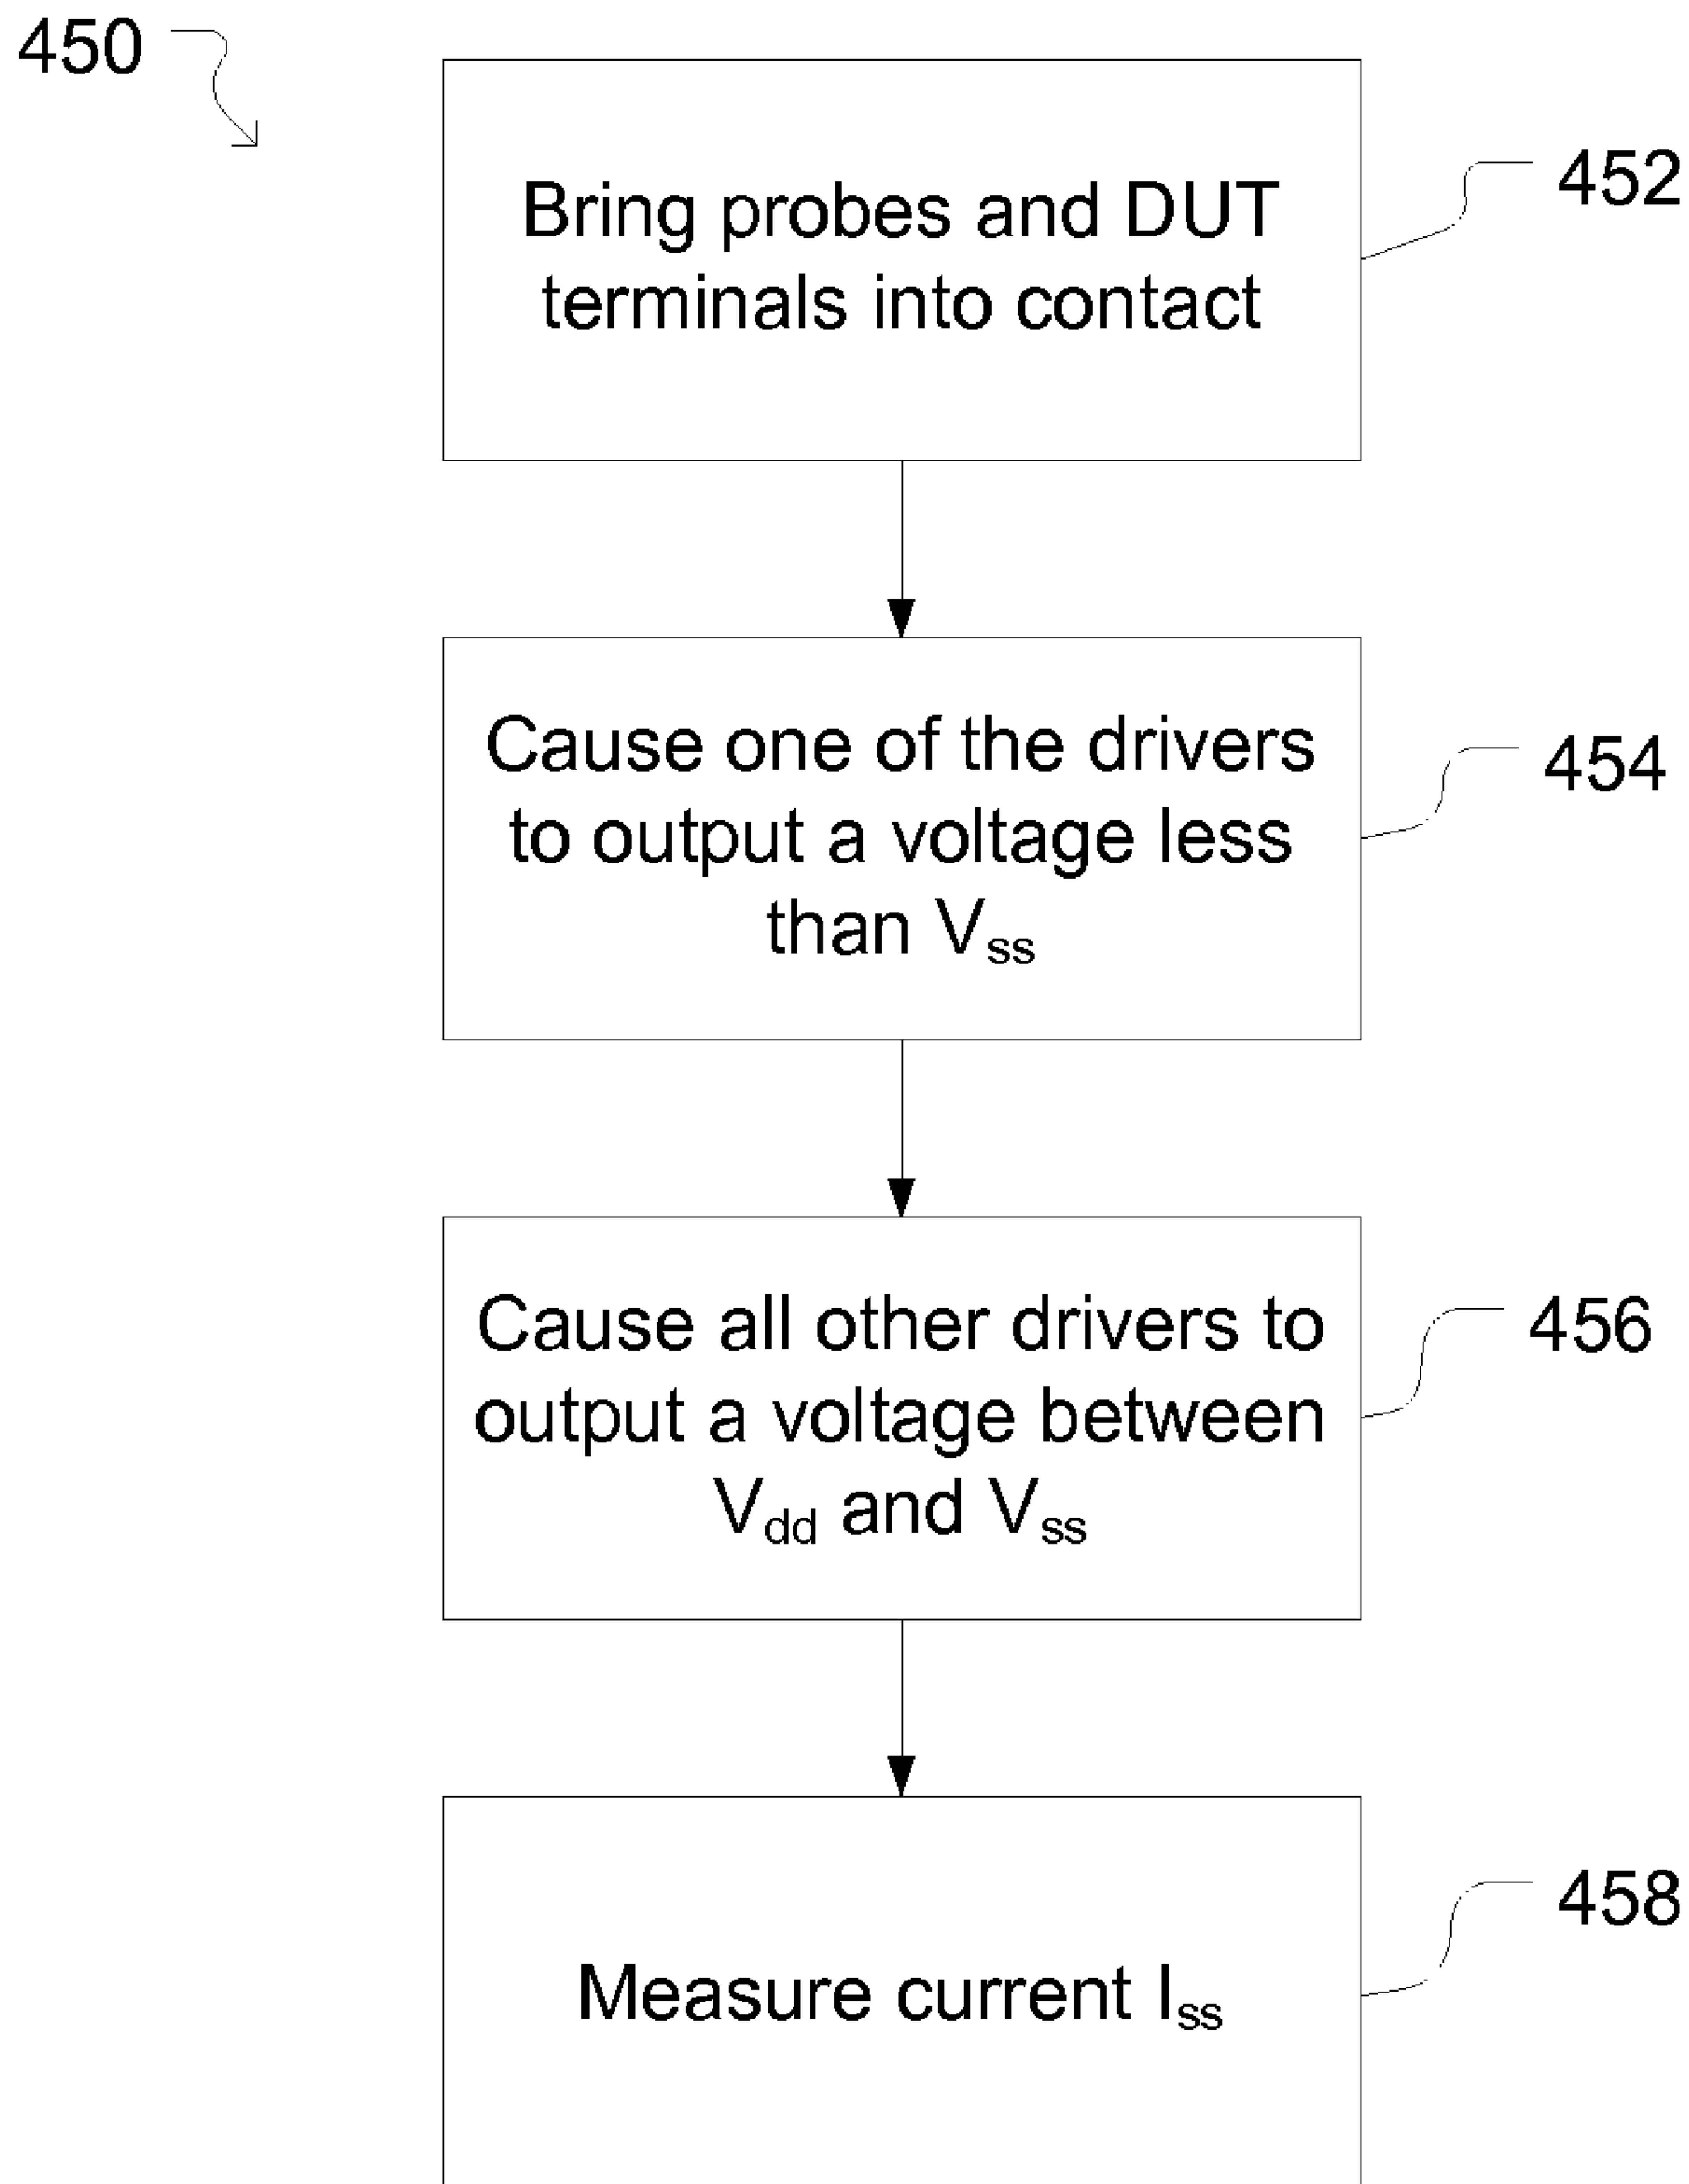 450
Bring probes and DUT
terminals into contact
452
Cause one of the drivers
to output a voltage less
than Vss
454
Cause all other drivers to
output a voltage between
Vdd and Vss
456
Measure current Iss
458